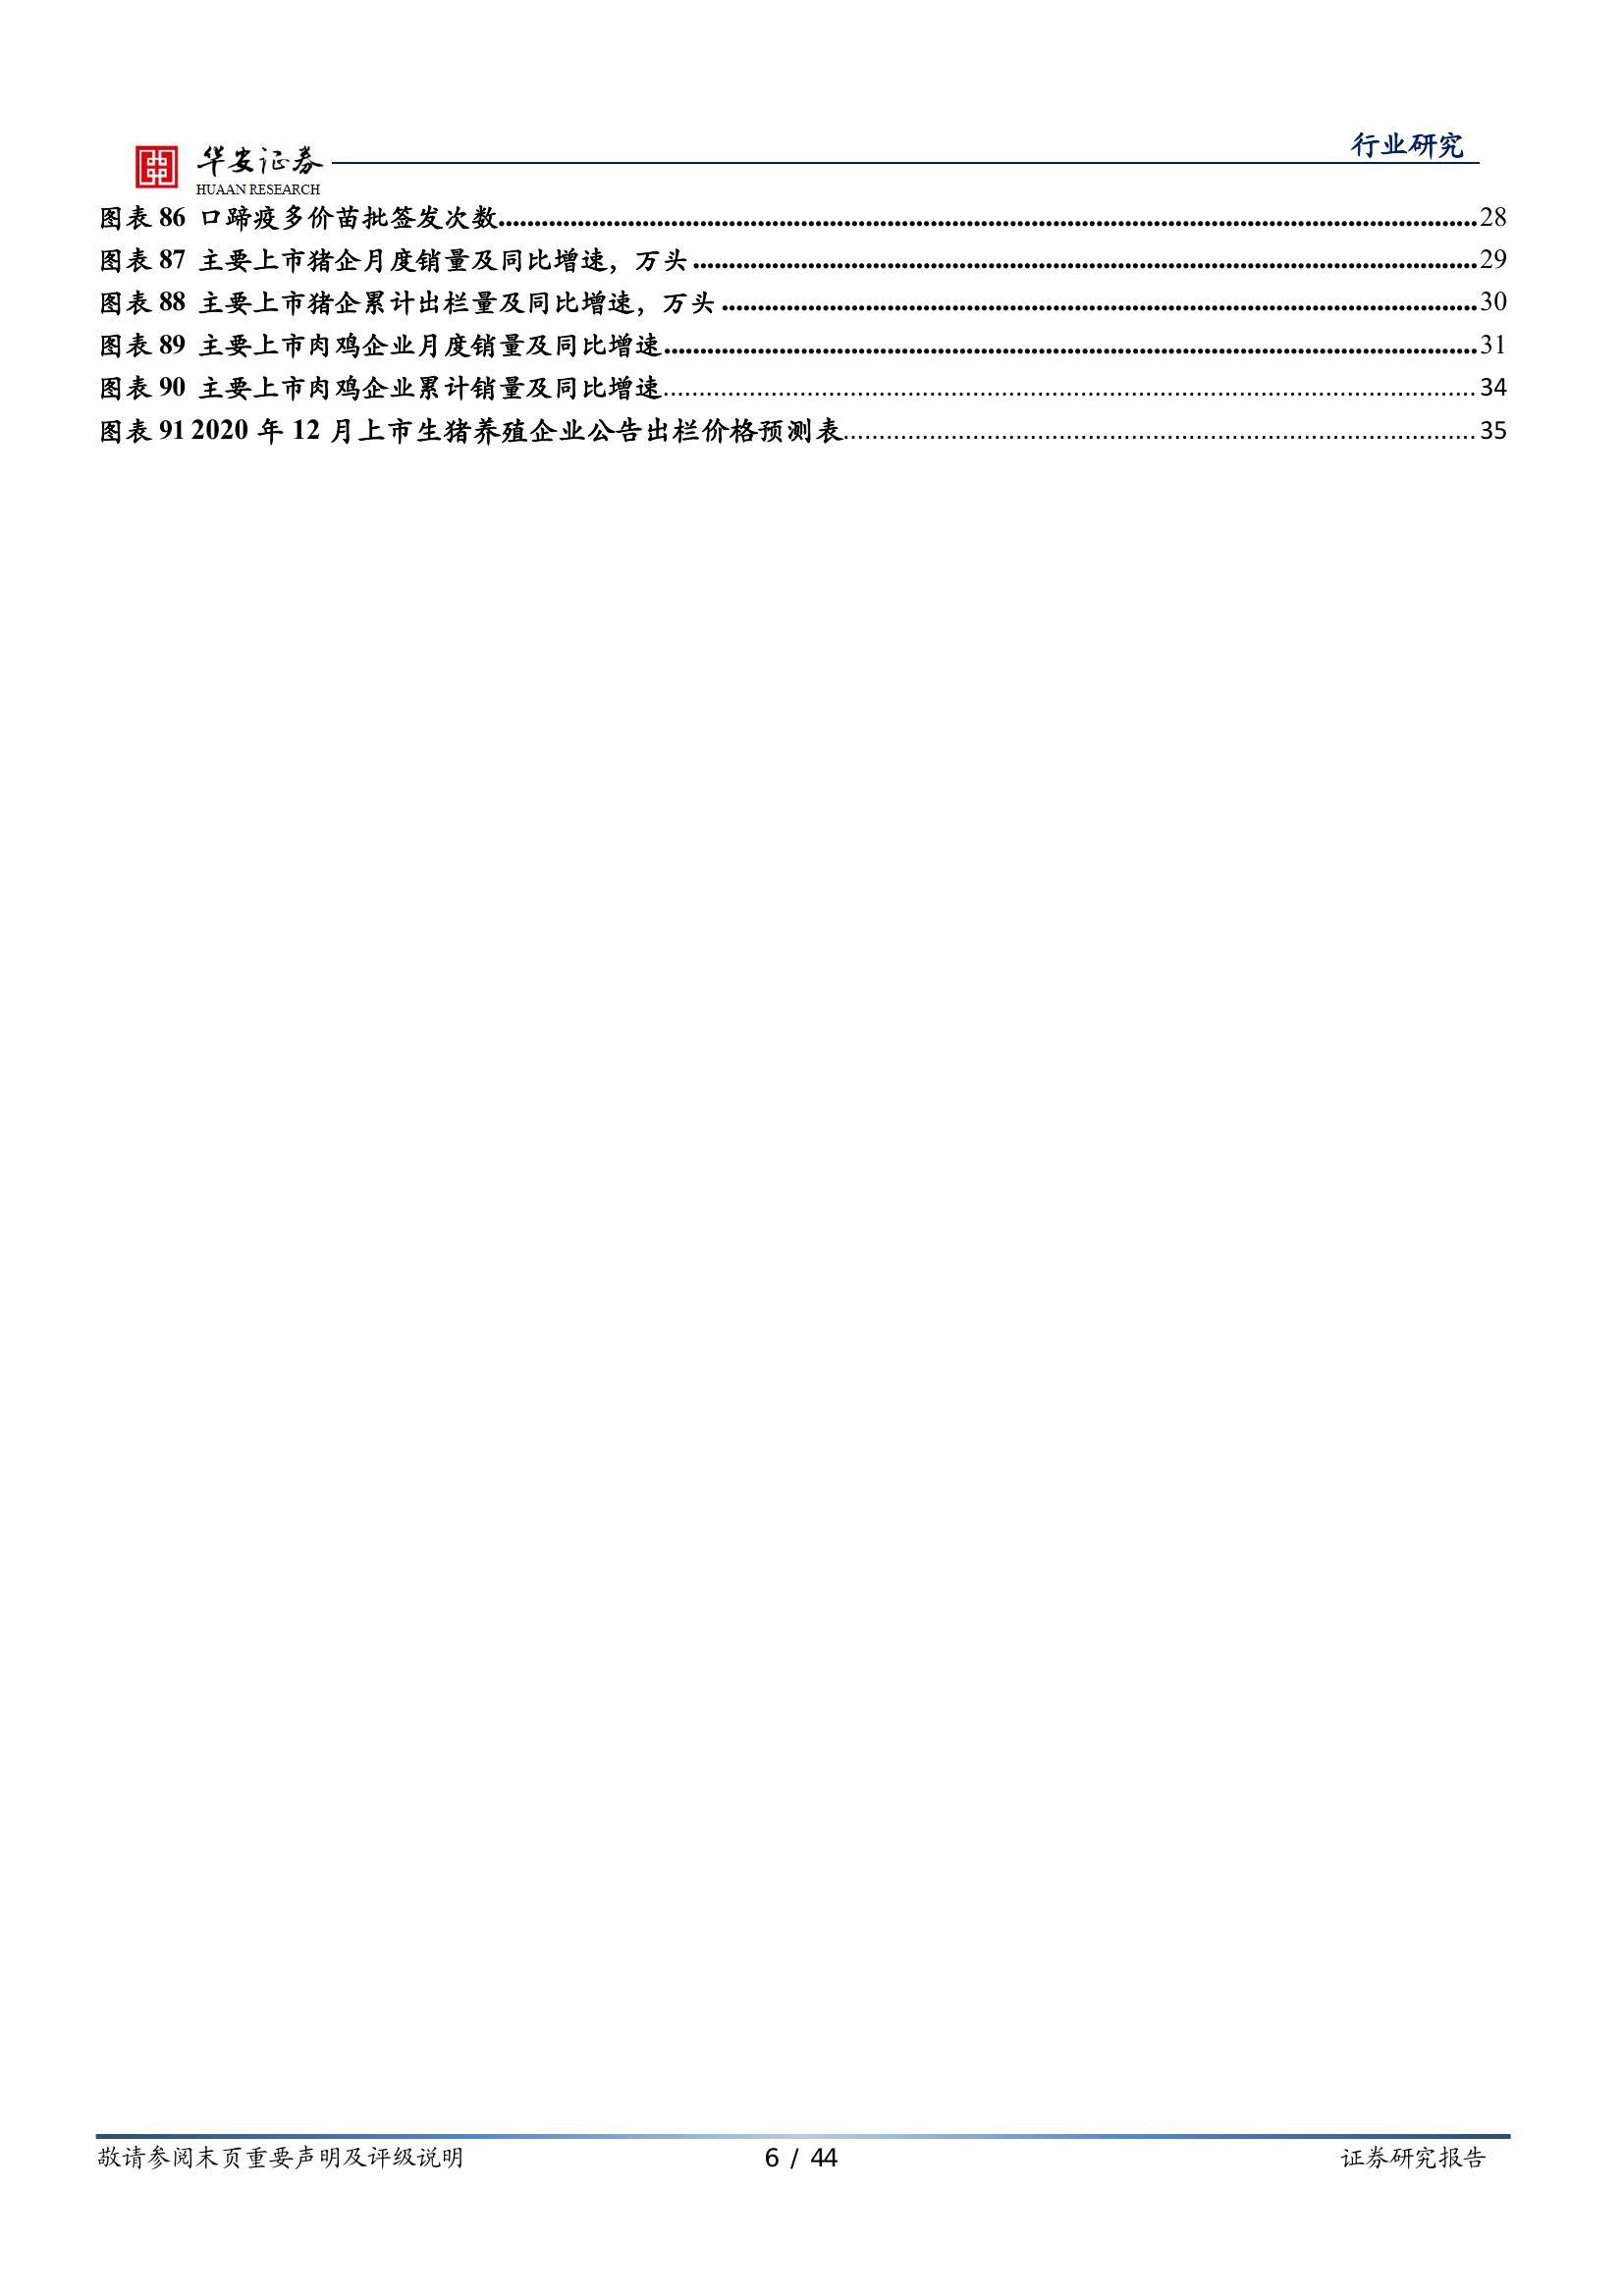 行业研究
华安证券
HUAAN RESEARCH
图表 86 口蹄疫多价苗批签发次数....................28
图表 87 主要上市猪企月度销量及同比增速，万头....................29
图表 88 主要上市猪企累计出栏量及同比增速，万头....................30
图表 89 主要上市肉鸡企业月度销量及同比增速....................31
图表 90 主要上市肉鸡企业累计销量及同比增速....................34
图表 91 2020 年 12 月上市生猪养殖企业公告出栏价格预测表....................35
敬请参阅末页重要声明及评级说明 6 / 44 证券研究报告